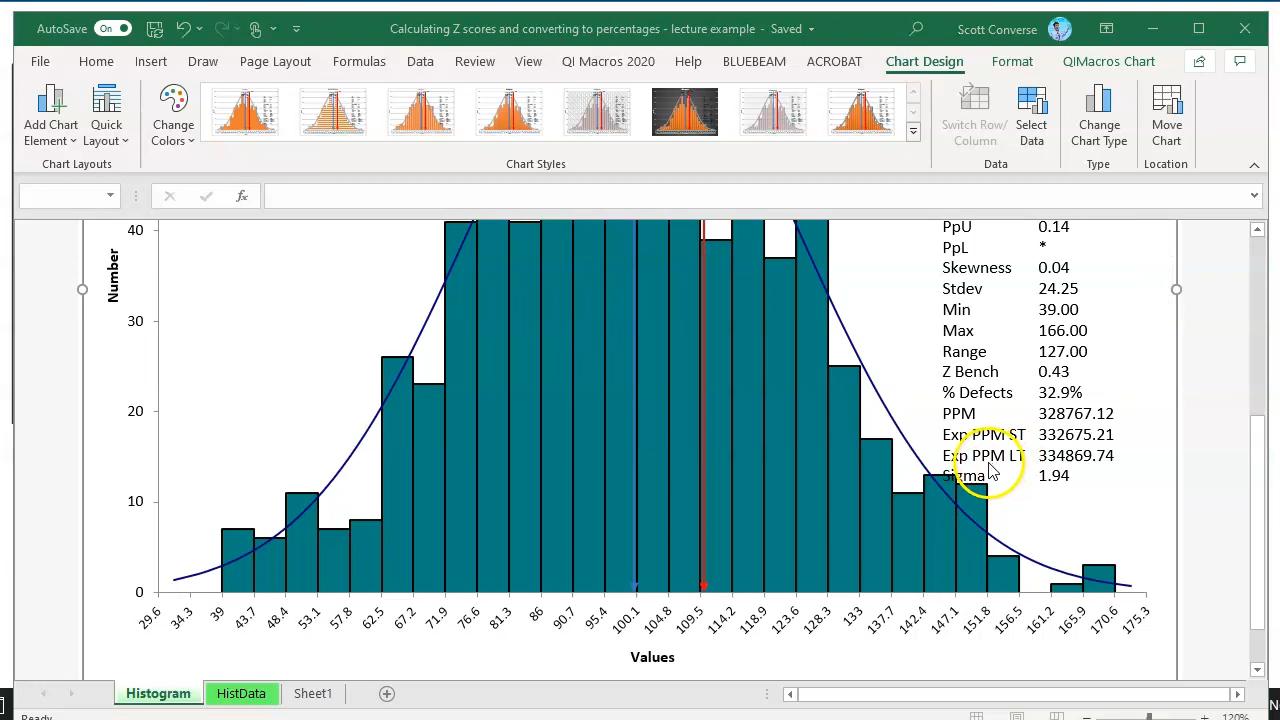 AutoSave On Calculating Z scores and converting to percentages - lecture example - Saved Scott Converse
File Home Insert Draw Page Layout Formulas Data Review View QI Macros 2020 Help BLUEBEAM ACROBAT Chart Design Format QIMacros Chart
Add Chart Element
Quick Layout
Change Colors
Switch Row/ Column
Select Data
Change Chart Type
Move Chart
Chart Layouts Chart Styles Data Type Location
fx
40
30
20
10
0
Number
PpU 0.14
PpL *
Skewness 0.04
Stdev 24.25
Min 39.00
Max 166.00
Range 127.00
Z Bench 0.43
% Defects 32.9%
PPM 328767.12
Exp PPM ST 332675.21
Exp PPM LT 334869.74
Sigma 1.94
29.6 34.3 39 43.7 48.4 53.1 57.8 62.5 67.2 71.9 76.6 81.3 86 90.7 95.4 100.1 104.8 109.5 114.2 118.9 123.6 128.3 133 137.7 142.4 147.1 151.8 156.5 161.2 165.9 170.6 175.3
Values
Histogram HistData Sheet1
Ready 120%